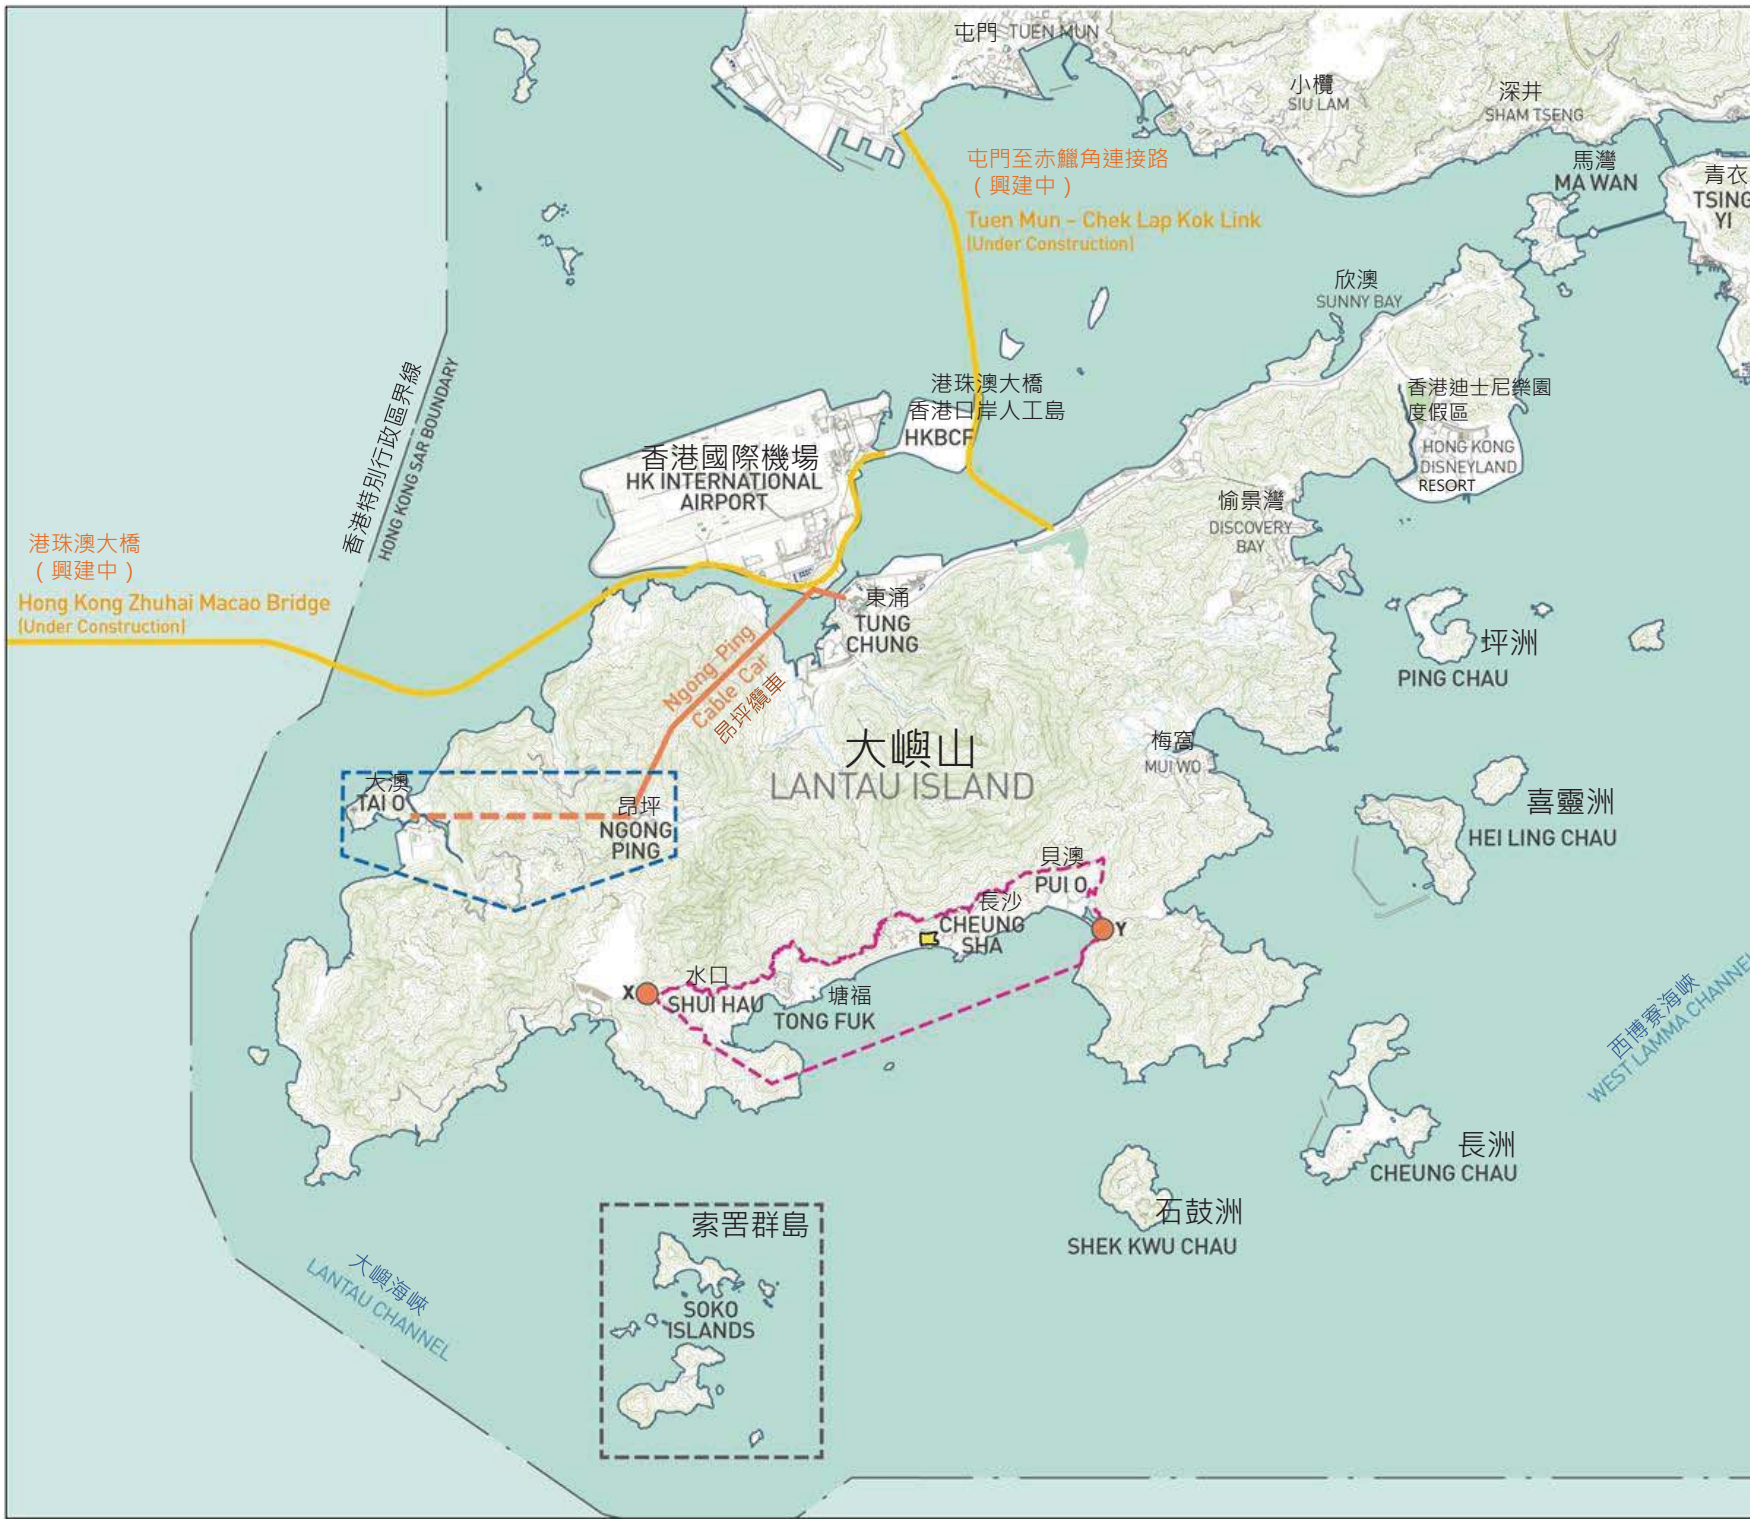 屯門 TUEN MUN
小欖
SIU LAM
深井
SHAM TSENG
屯門至赤鱲角連接路
（興建中）
Tuen Mun – Chek Lap Kok Link
(Under Construction)
馬灣
MA WAN
青衣
TSING
YI
欣澳
SUNNY BAY
香港特別行政區界線
HONG KONG SAR BOUNDARY
港珠澳大橋
香港口岸人工島
HKBCF
香港迪士尼樂園
度假區
HONG KONG
DISNEYLAND
RESORT
香港國際機場
HK INTERNATIONAL
AIRPORT
愉景灣
DISCOVERY
BAY
港珠澳大橋
（興建中）
Hong Kong Zhuhai Macao Bridge
(Under Construction)
東涌
TUNG
CHUNG
Ngong Ping
Cable Car
昂坪纜車
坪洲
PING CHAU
大嶼山
LANTAU ISLAND
梅窩
MUI WO
大澳
TAI O
昂坪
NGONG
PING
喜靈洲
HEI LING CHAU
貝澳
PUI O
長沙
CHEUNG
SHA
Y
水口
X
SHUI HAU
塘福
TONG FUK
西博寮海峽
WEST LAMMA CHANNEL
長洲
CHEUNG CHAU
石鼓洲
SHEK KWU CHAU
索罟群島
SOKO
ISLANDS
大嶼海峽
LANTAU CHANNEL